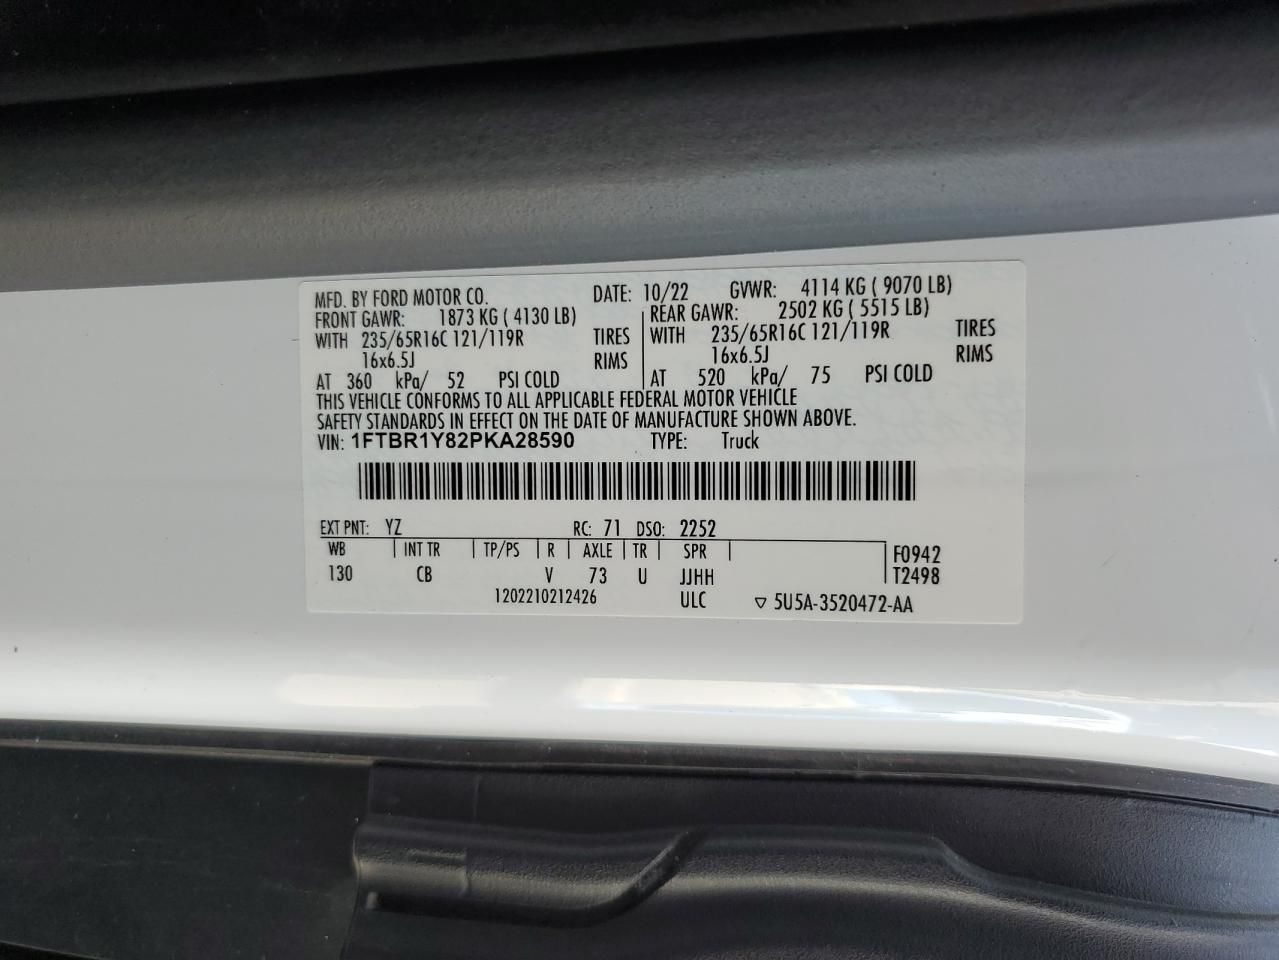 MFD. BY FORD MOTOR CO. DATE: 10/22 GVWR: 4114 KG ( 9070 LB)
FRONT GAWR: 1873 KG ( 4130 LB) REAR GAWR: 2502 KG ( 5515 LB)
WITH 235/65R16C 121/119R TIRES WITH 235/65R16C 121/119R TIRES
16x6.5J RIMS 16x6.5J RIMS
AT 360 kPa/ 52 PSI COLD AT 520 kPa/ 75 PSI COLD
THIS VEHICLE CONFORMS TO ALL APPLICABLE FEDERAL MOTOR VEHICLE
SAFETY STANDARDS IN EFFECT ON THE DATE OF MANUFACTURE SHOWN ABOVE.
VIN: 1FTBR1Y82PKA28590 TYPE: Truck
EXT PNT: YZ RC: 71 DSO: 2252
WB INT TR TP/PS R AXLE TR SPR F0942
130 CB V 73 U JJHH T2498
1202210212426 ULC ▽ 5U5A-3520472-AA